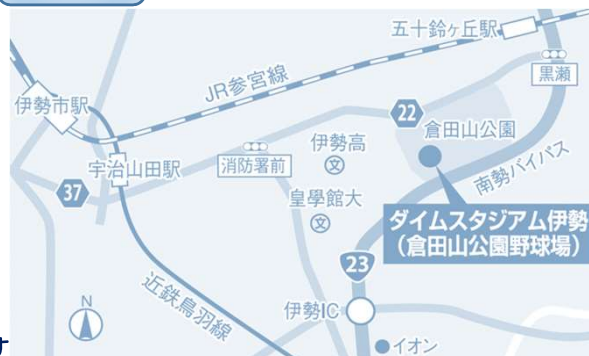 五十鈴ヶ丘駅
黒瀬
JR参宮線
伊勢市駅
22
倉田山公園
伊勢高
文
消防署前
宇治山田駅
37
南勢バイパス
皇學館大
文
ダイムスタジアム伊勢
（倉田山公園野球場）
23
近鉄鳥羽線
N
伊勢IC
イオン